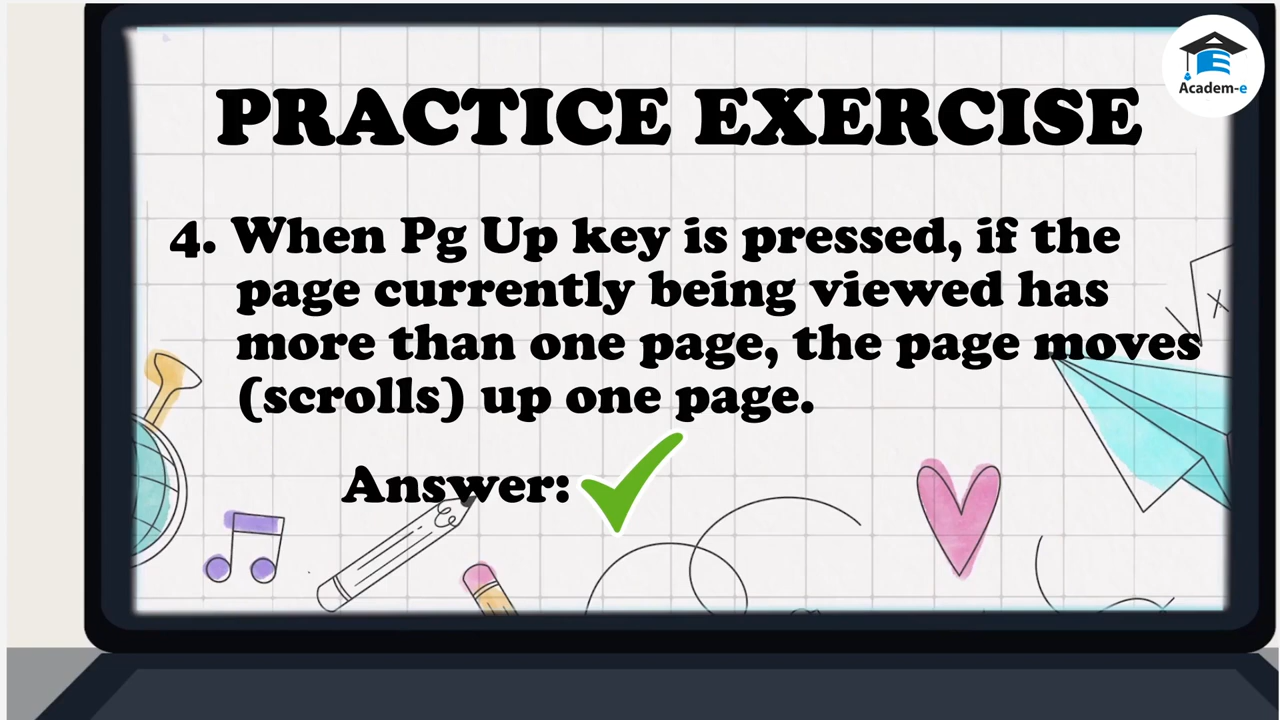 Academ-e
PRACTICE EXERCISE
4. When Pg Up key is pressed, if the
page currently being viewed has
more than one page, the page moves
(scrolls) up one page.
Answer:
√x